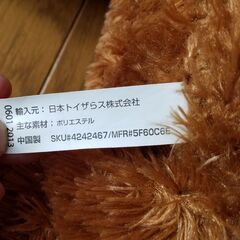 輸入元：日本トイザらス株式会社
主な素材：ポリエステル
中国製 SKU#4242467/MFR#5F60C6E
0601.2013